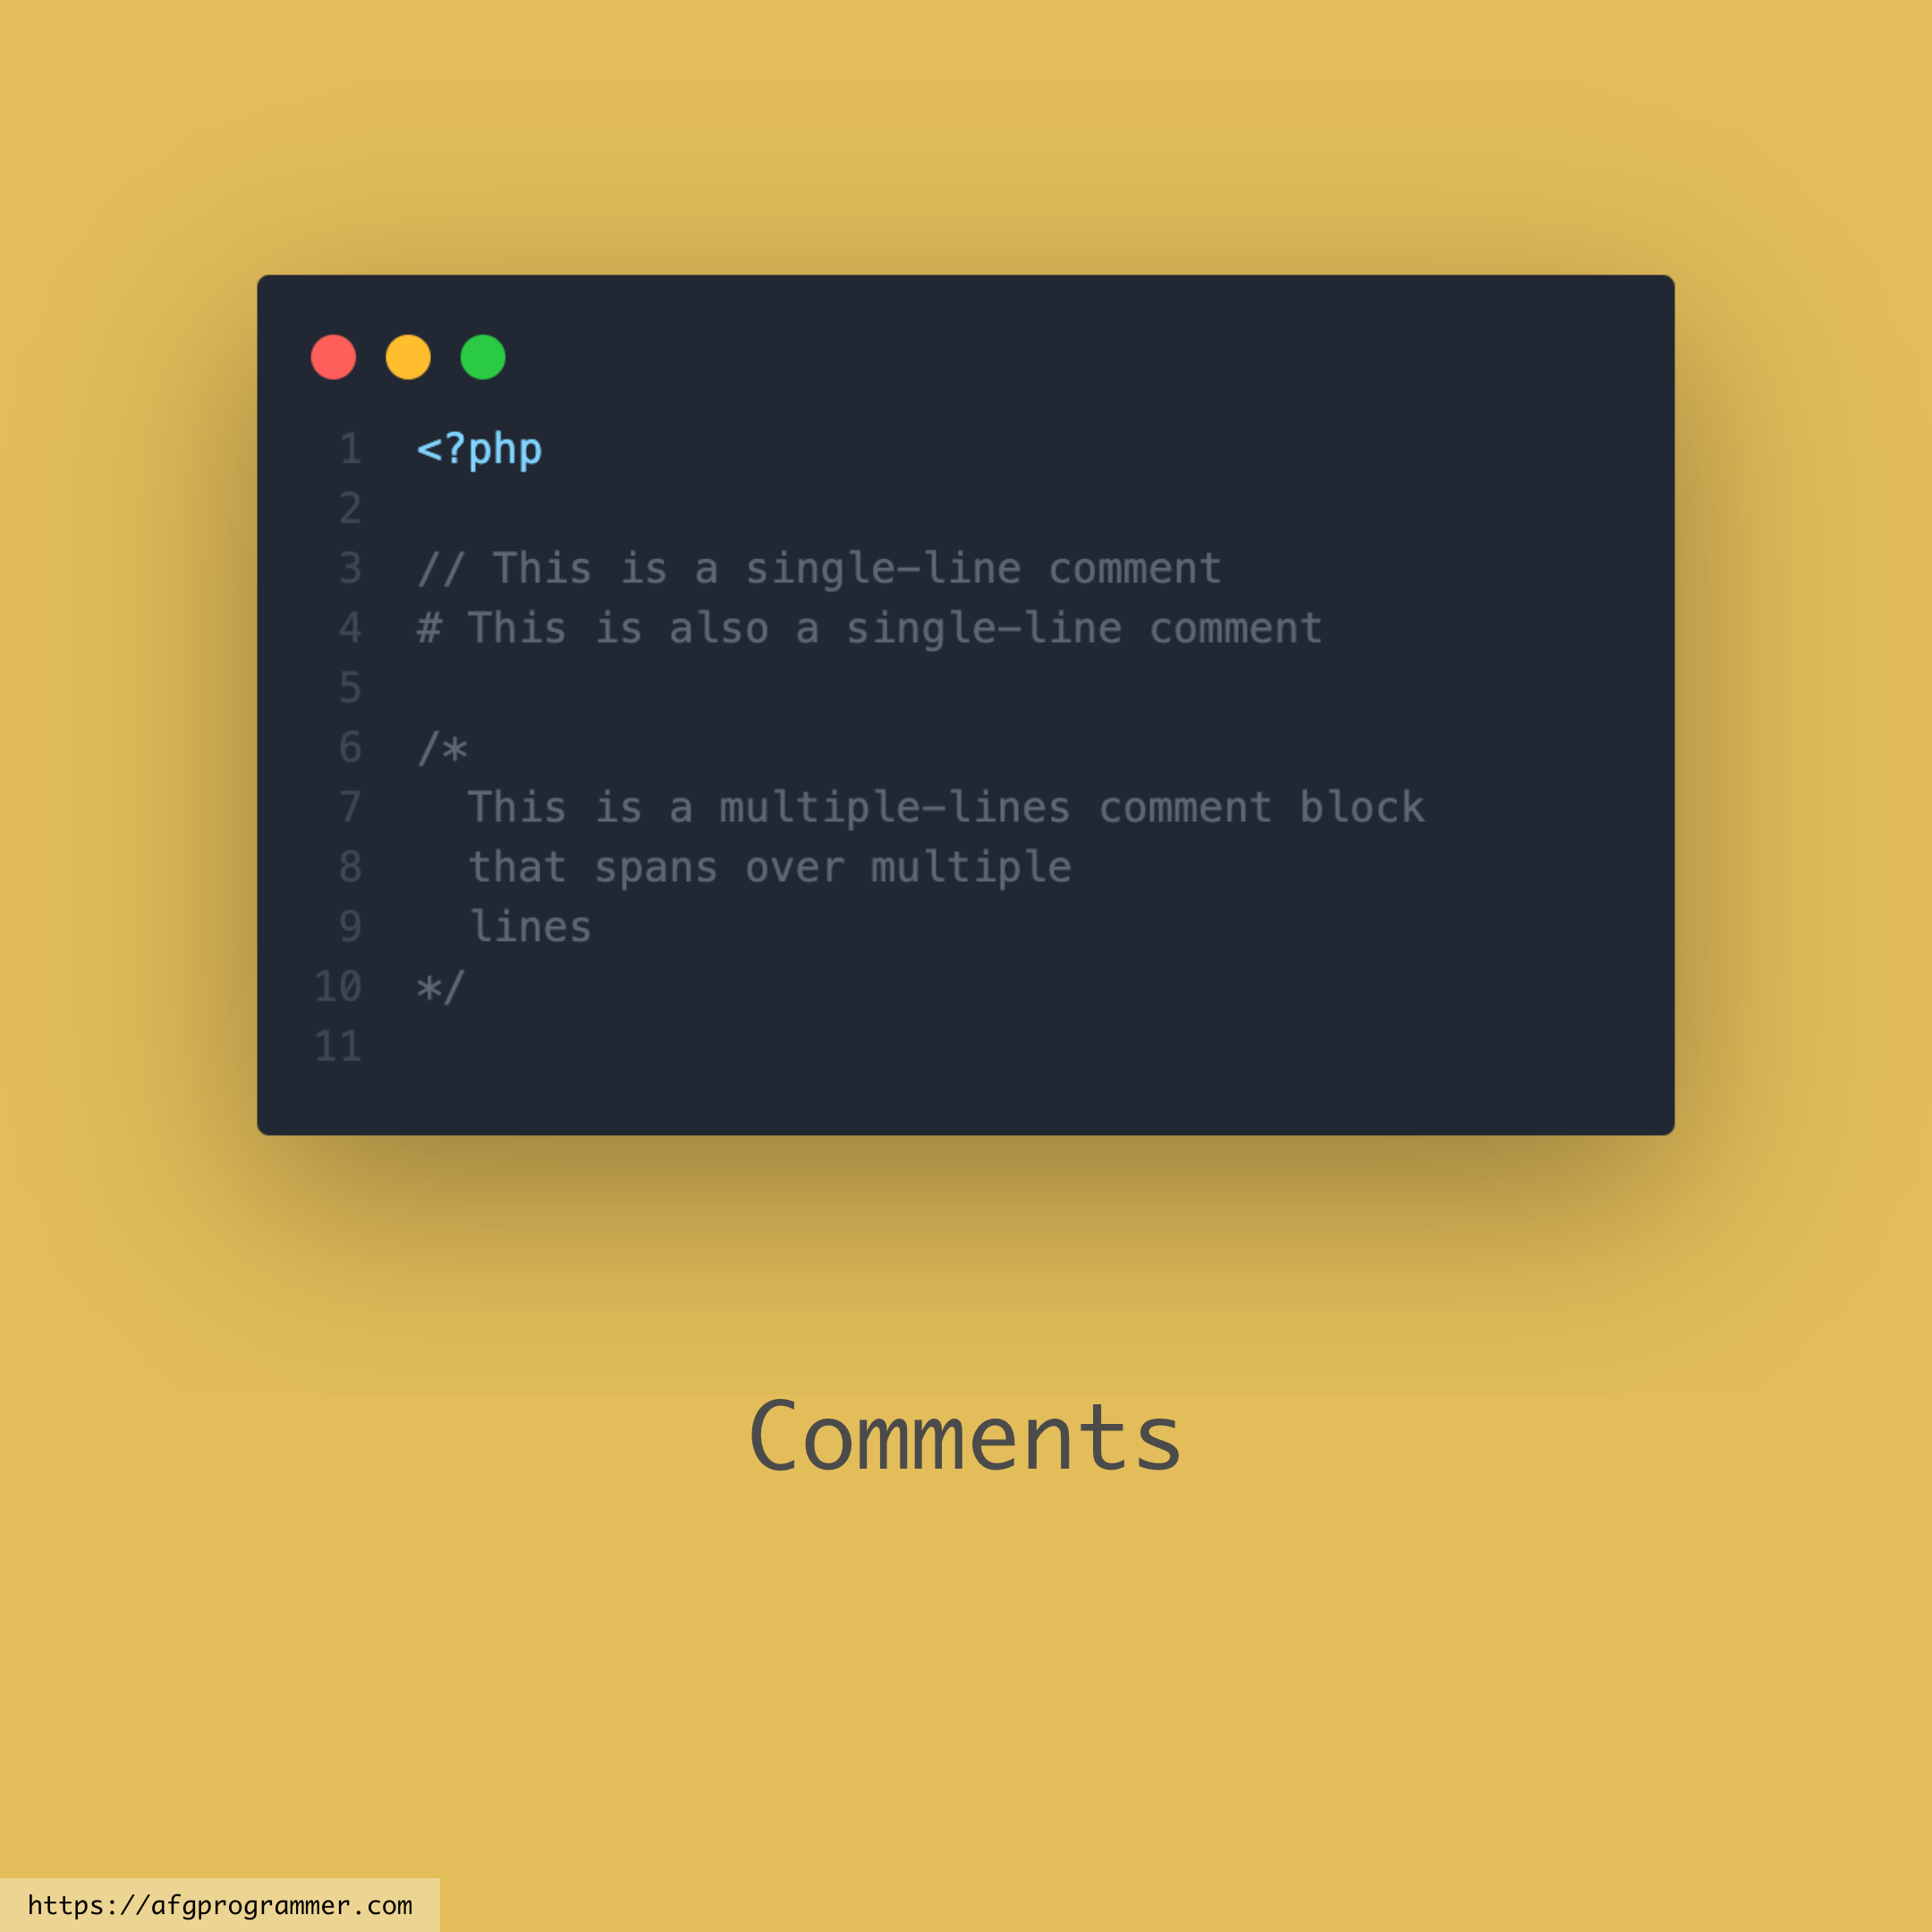 1 <?php
2
3 // This is a single-line comment
4 # This is also a single-line comment
5
6 /*
7   This is a multiple-lines comment block
8   that spans over multiple
9   lines
10 */
11
Comments
https://afgprogrammer.com